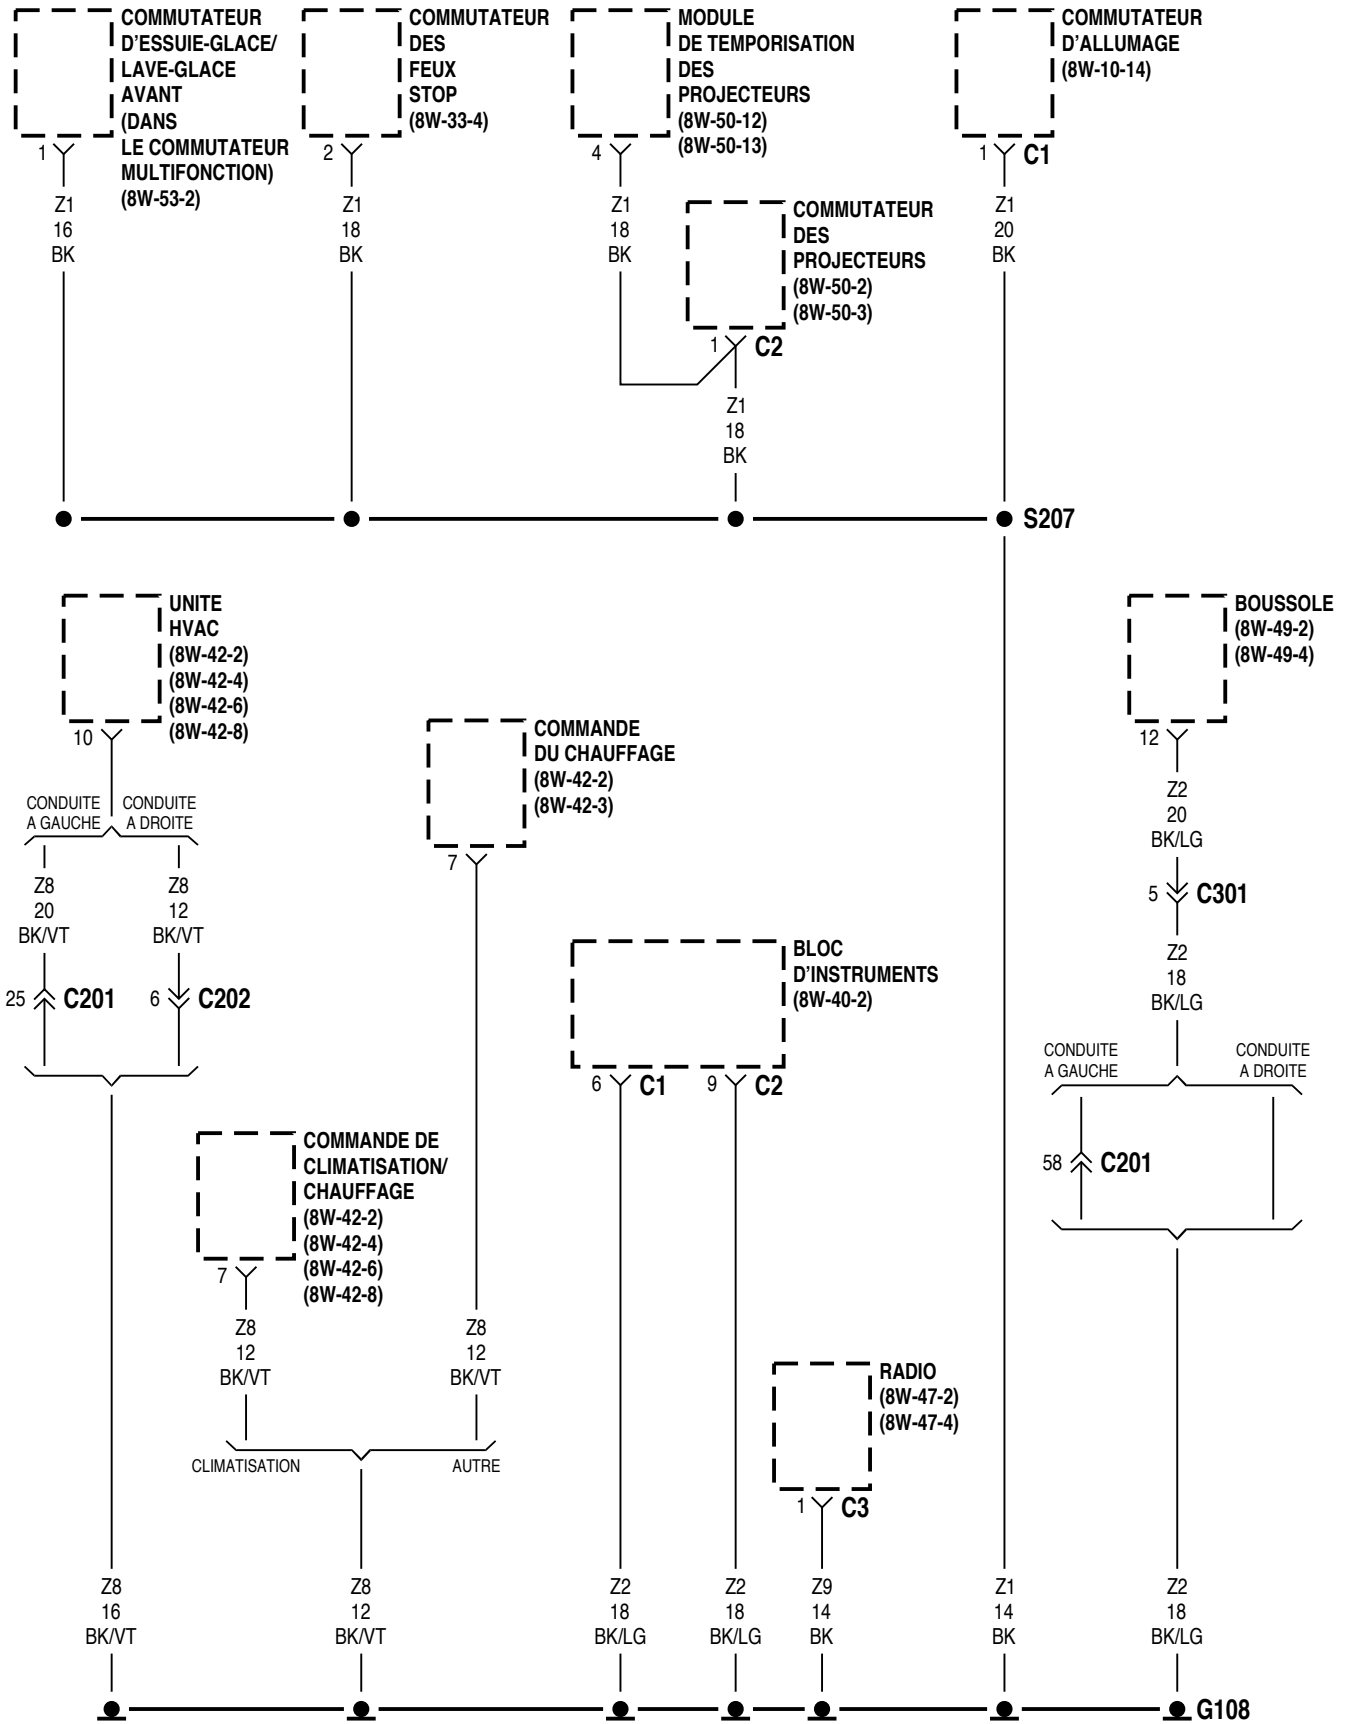 COMMUTATEUR
D'ESSUIE-GLACE/
LAVE-GLACE
AVANT
(DANS
LE COMMUTATEUR
MULTIFONCTION)
(8W-53-2)
1
Z1
16
BK
COMMUTATEUR
DES
FEUX
STOP
(8W-33-4)
2
Z1
18
BK
MODULE
DE TEMPORISATION
DES
PROJECTEURS
(8W-50-12)
(8W-50-13)
4
Z1
18
BK
COMMUTATEUR
DES
PROJECTEURS
(8W-50-2)
(8W-50-3)
1 C2
Z1
18
BK
COMMUTATEUR
D'ALLUMAGE
(8W-10-14)
1 C1
Z1
20
BK
S207
UNITE
HVAC
(8W-42-2)
(8W-42-4)
(8W-42-6)
(8W-42-8)
10
CONDUITE
A GAUCHE
CONDUITE
A DROITE
Z8
20
BK/VT
Z8
12
BK/VT
25 C201
6 C202
COMMANDE
DU CHAUFFAGE
(8W-42-2)
(8W-42-3)
7
BOUSSOLE
(8W-49-2)
(8W-49-4)
12
Z2
20
BK/LG
5 C301
Z2
18
BK/LG
CONDUITE
A GAUCHE
CONDUITE
A DROITE
58 C201
BLOC
D'INSTRUMENTS
(8W-40-2)
6 C1
9 C2
COMMANDE DE
CLIMATISATION/
CHAUFFAGE
(8W-42-2)
(8W-42-4)
(8W-42-6)
(8W-42-8)
7
Z8
12
BK/VT
Z8
12
BK/VT
CLIMATISATION
AUTRE
RADIO
(8W-47-2)
(8W-47-4)
1 C3
Z8
16
BK/VT
Z8
12
BK/VT
Z2
18
BK/LG
Z2
18
BK/LG
Z9
14
BK
Z1
14
BK
Z2
18
BK/LG
G108